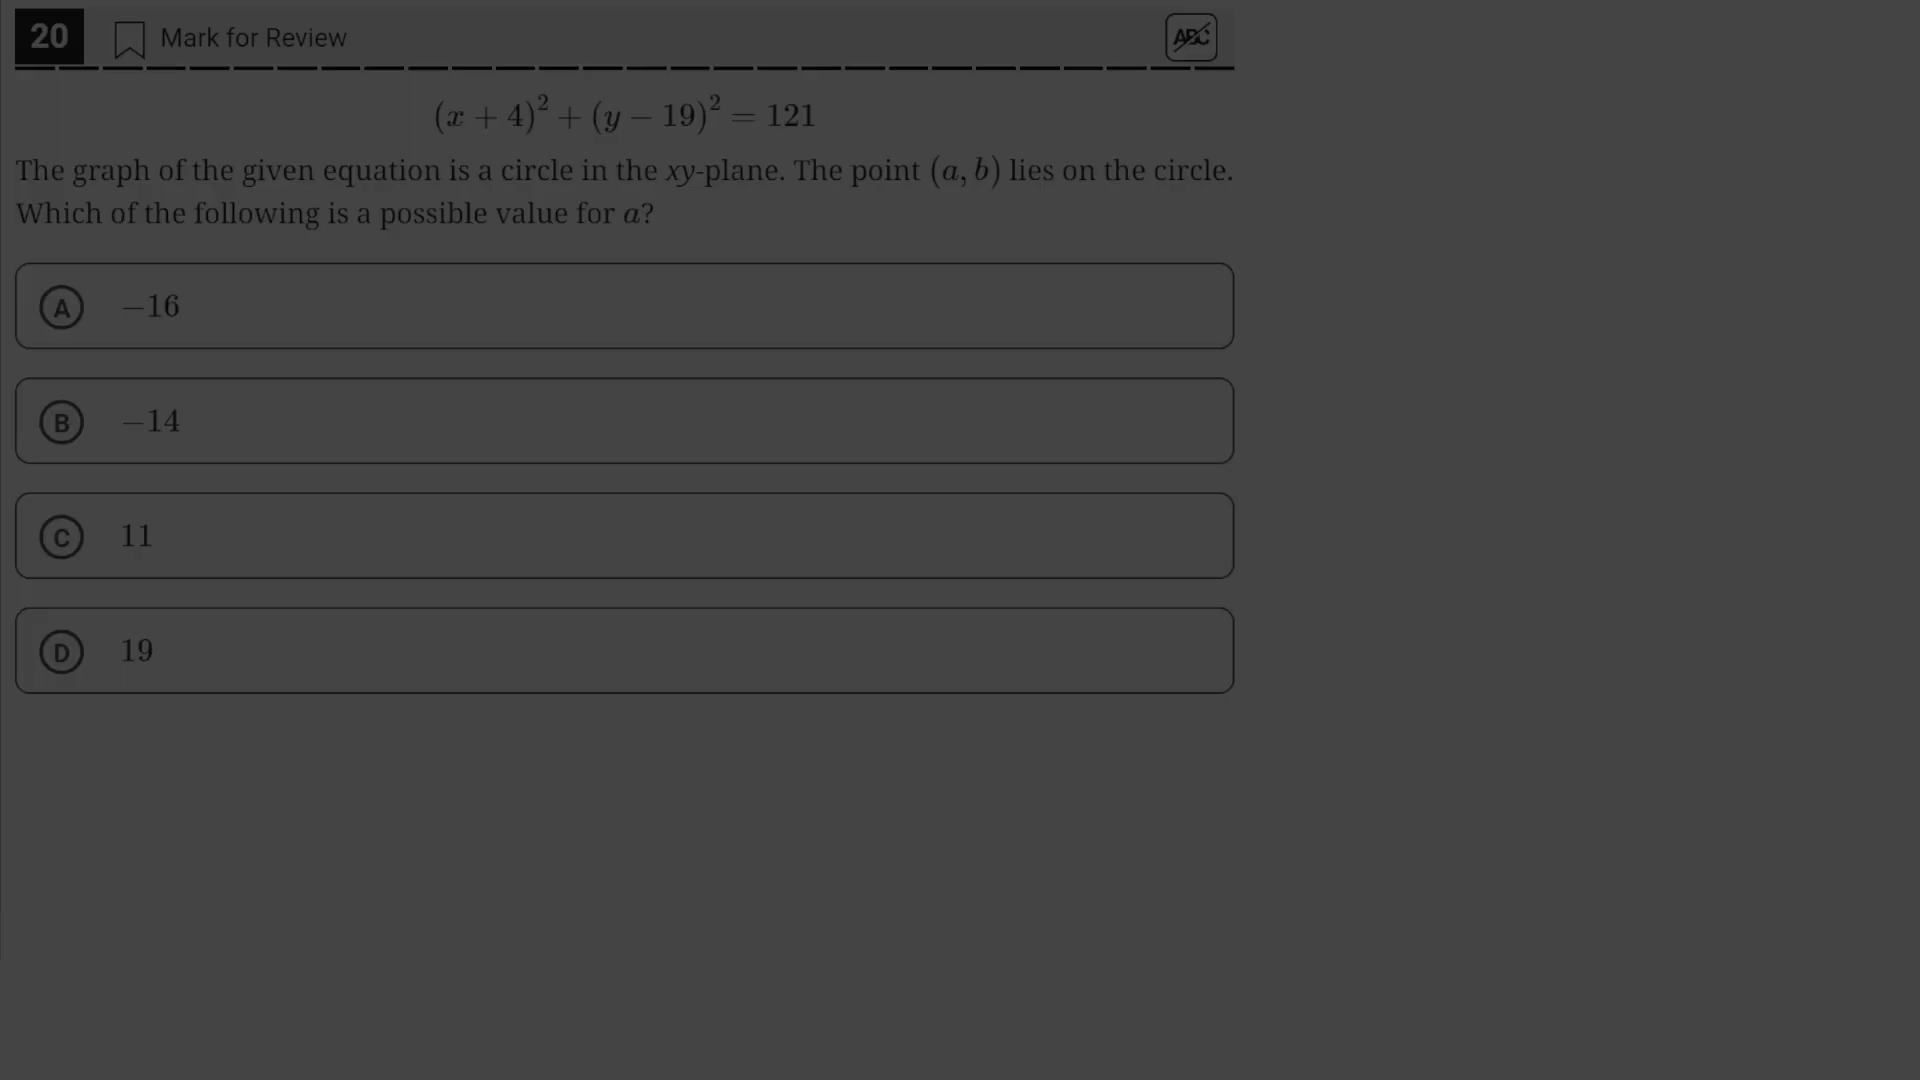 20 Mark for Review ABC
(x + 4)² + (y − 19)² = 121
The graph of the given equation is a circle in the xy-plane. The point (a, b) lies on the circle.
Which of the following is a possible value for a?
A −16
B −14
C 11
D 19